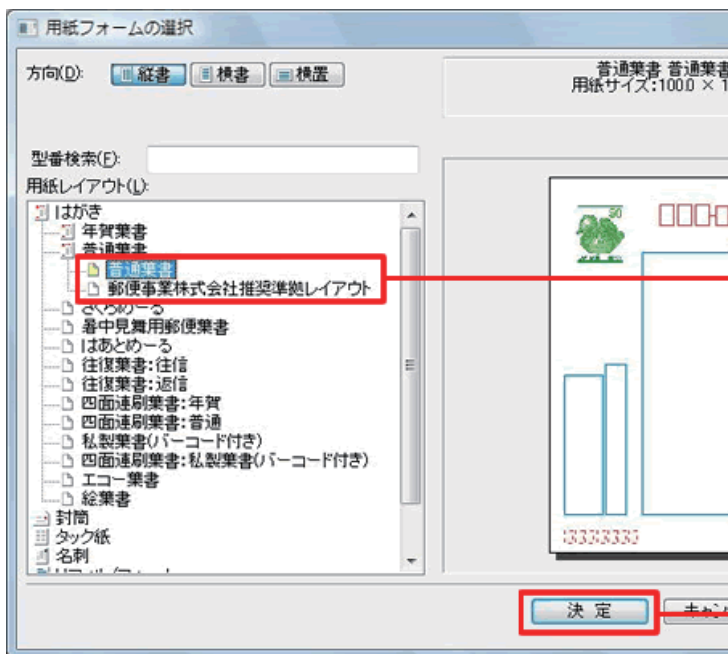 用紙フォームの選択
方向(D): 縦書 横書 横置
普通葉書 普通葉書
用紙サイズ:100.0 × 1
型番検索(F):
用紙レイアウト(L):
はがき
年賀葉書
普通葉書
普通葉書
郵便事業株式会社推奨準拠レイアウト
さくらめーる
暑中見舞用郵便葉書
はあとめーる
往復葉書:往信
往復葉書:返信
四面連刷葉書:年賀
四面連刷葉書:普通
私製葉書(バーコード付き)
四面連刷葉書:私製葉書(バーコード付き)
エコー葉書
絵葉書
封筒
タック紙
名刺
50
決 定
キャン